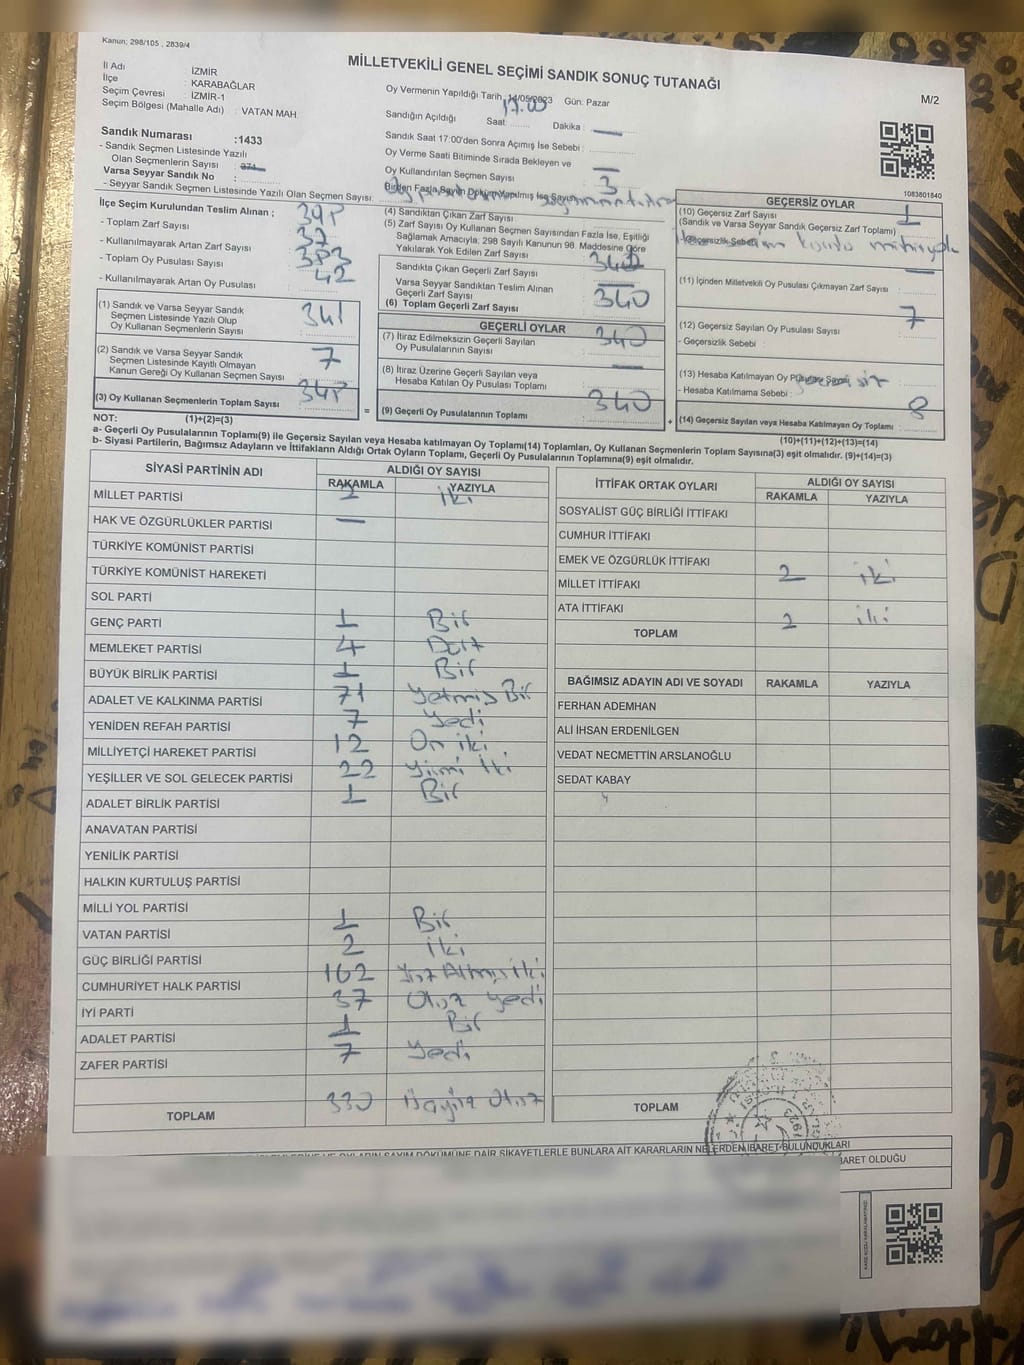 Kanun, 298/105 , 2839/4
MİLLETVEKİLİ GENEL SEÇİMİ SANDIK SONUÇ TUTANAĞI
M/2
İl Adı İZMİR
İlçe KARABAĞLAR
Seçim Çevresi : İZMİR-1
Seçim Bölgesi (Mahalle Adı) : VATAN MAH
Sandık Numarası :1433
- Sandık Seçmen Listesinde Yazılı
Olan Seçmenlerin Sayısı : 374
Varsa Seyyar Sandık No :
- Seyyar Sandık Seçmen Listesinde Yazılı Olan Seçmen Sayısı:
Oy Vermenin Yapıldığı Tarih 14/05/2023 Gün: Pazar
17.00
Sandığın Açıldığı Saat Dakika :
Sandık Saat 17:00'den Sonra Açımış İse Sebebi :
Oy Verme Saati Bitiminde Sırada Bekleyen ve
Oy Kullandırılan Seçmen Sayısı
3
Birden Fazla Sayım Döküm Yapılmış İse Sayısı
1083801640
İlçe Seçim Kurulundan Teslim Alınan ;
- Toplam Zarf Sayısı
- Kullanılmayarak Artan Zarf Sayısı 37
- Toplam Oy Pusulası Sayısı 383
- Kullanılmayarak Artan Oy Pusulası 42
(1) Sandık ve Varsa Seyyar Sandık
Seçmen Listesinde Yazılı Olup
Oy Kullanan Seçmenlerin Sayısı : 341
(2) Sandık ve Varsa Seyyar Sandık
Seçmen Listesinde Kayıtlı Olmayan
Kanun Gereği Oy Kullanan Seçmen Sayısı 7
(3) Oy Kullanan Seçmenlerin Toplam Sayısı
(4) Sandıktan Çıkan Zarf Sayısı
(5) Zarf Sayısı Oy Kullanan Seçmen Sayısından Fazla İse, Eşitliği
Sağlamak Amacıyla, 298 Sayılı Kanunun 98. Maddesine Göre
Yakılarak Yok Edilen Zarf Sayısı
Sandıkta Çıkan Geçerli Zarf Sayısı 340
Varsa Seyyar Sandıktan Teslim Alınan
Geçerli Zarf Sayısı
(6) Toplam Geçerli Zarf Sayısı 340
GEÇERLİ OYLAR
(7) İtiraz Edilmeksizin Geçerli Sayılan
Oy Pusulalarının Sayısı 340
(8) İtiraz Üzerine Geçerli Sayılan veya
Hesaba Katılan Oy Pusulası Toplamı
= (9) Geçerli Oy Pusulalarının Toplamı 340
GEÇERSİZ OYLAR
(10) Geçersiz Zarf Sayısı 1
(Sandık ve Varsa Seyyar Sandık Geçersiz Zarf Toplamı)
- Geçersizlik Sebebi
(11) İçinden Milletvekili Oy Pusulası Çıkmayan Zarf Sayısı
(12) Geçersiz Sayılan Oy Pusulası Sayısı 7
- Geçersizlik Sebebi
(13) Hesaba Katılmayan Oy Pusulası Sayısı
- Hesaba Katılmama Sebebi :
+ (14) Geçersiz Sayılan veya Hesaba Katılmayan Oy Toplamı : 8
NOT: (1)+(2)=(3)
(10)+(11)+(12)+(13)=(14)
a- Geçerli Oy Pusulalarının Toplamı(9) ile Geçersiz Sayılan veya Hesaba katılmayan Oy Toplamı(14) Toplamları, Oy Kullanan Seçmenlerin Toplam Sayısına(3) eşit olmalıdır. (9)+(14)=(3)
b- Siyasi Partilerin, Bağımsız Adayların ve İttifakların Aldığı Ortak Oyların Toplamı, Geçerli Oy Pusulalarının Toplamına(9) eşit olmalıdır.
SİYASİ PARTİNİN ADI ALDIĞI OY SAYISI
RAKAMLA YAZIYLA
MİLLET PARTİSİ 2 iki
HAK VE ÖZGÜRLÜKLER PARTİSİ —
TÜRKİYE KOMÜNİST PARTİSİ
TÜRKİYE KOMÜNİST HAREKETİ
SOL PARTİ
GENÇ PARTİ 1 Bir
MEMLEKET PARTİSİ 4 Dört
BÜYÜK BİRLİK PARTİSİ 1 Bir
ADALET VE KALKINMA PARTİSİ 71 Yetmiş Bir
YENİDEN REFAH PARTİSİ 7 Yedi
MİLLİYETÇİ HAREKET PARTİSİ 12 On iki
YEŞİLLER VE SOL GELECEK PARTİSİ 22 Yirmi iki
ADALET BİRLİK PARTİSİ 1 Bir
ANAVATAN PARTİSİ
YENİLİK PARTİSİ
HALKIN KURTULUŞ PARTİSİ
MİLLİ YOL PARTİSİ
VATAN PARTİSİ 1 Bir
GÜÇ BİRLİĞİ PARTİSİ 2 iki
CUMHURİYET HALK PARTİSİ 162 Yüz Altmış iki
İYİ PARTİ 37 Otuz yedi
ADALET PARTİSİ 1 Bir
ZAFER PARTİSİ 7 Yedi
TOPLAM 330 Üçyüz Otuz
İTTİFAK ORTAK OYLARI ALDIĞI OY SAYISI
RAKAMLA YAZIYLA
SOSYALİST GÜÇ BİRLİĞİ İTTİFAKI
CUMHUR İTTİFAKI
EMEK VE ÖZGÜRLÜK İTTİFAKI
MİLLET İTTİFAKI 2 iki
ATA İTTİFAKI
TOPLAM 2 iki
BAĞIMSIZ ADAYIN ADI VE SOYADI RAKAMLA YAZIYLA
FERHAN ADEMHAN
ALİ İHSAN ERDENİLGEN
VEDAT NECMETTİN ARSLANOĞLU
SEDAT KABAY
TOPLAM
OYLARIN SAYIM DÖKÜMÜNE DAİR ŞİKAYETLERLE BUNLARA AİT KARARLARIN NELERDEN İBARET BULUNDUKLARI
BARET OLDUĞU